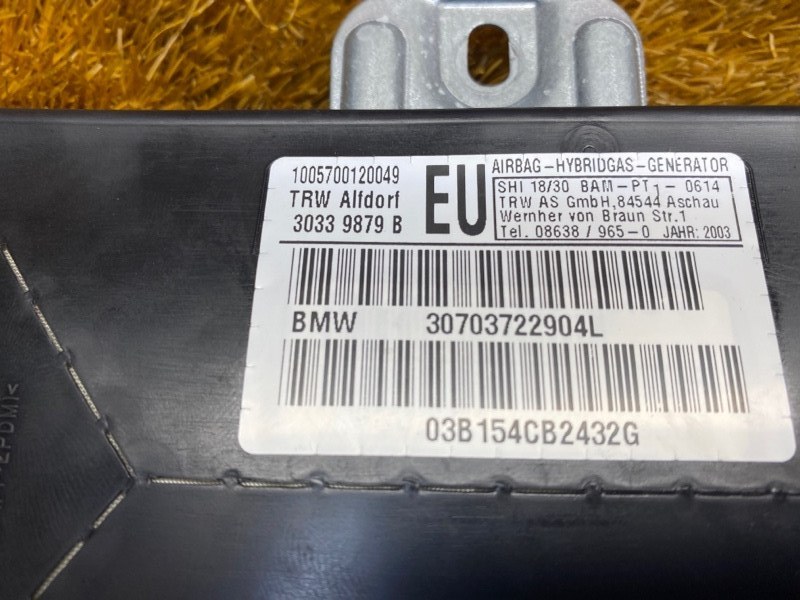 1005700120049
TRW Alfdorf
3033 9879 B
EU
AIRBAG-HYBRIDGAS-GENERATOR
SHI 18/30 BAM-PT1-0614
TRW AS GmbH,84544 Aschau
Wernher von Braun Str.1
Tel. 08638/ 965-0 JAHR: 2003
BMW 30703722904L
03B154CB2432G